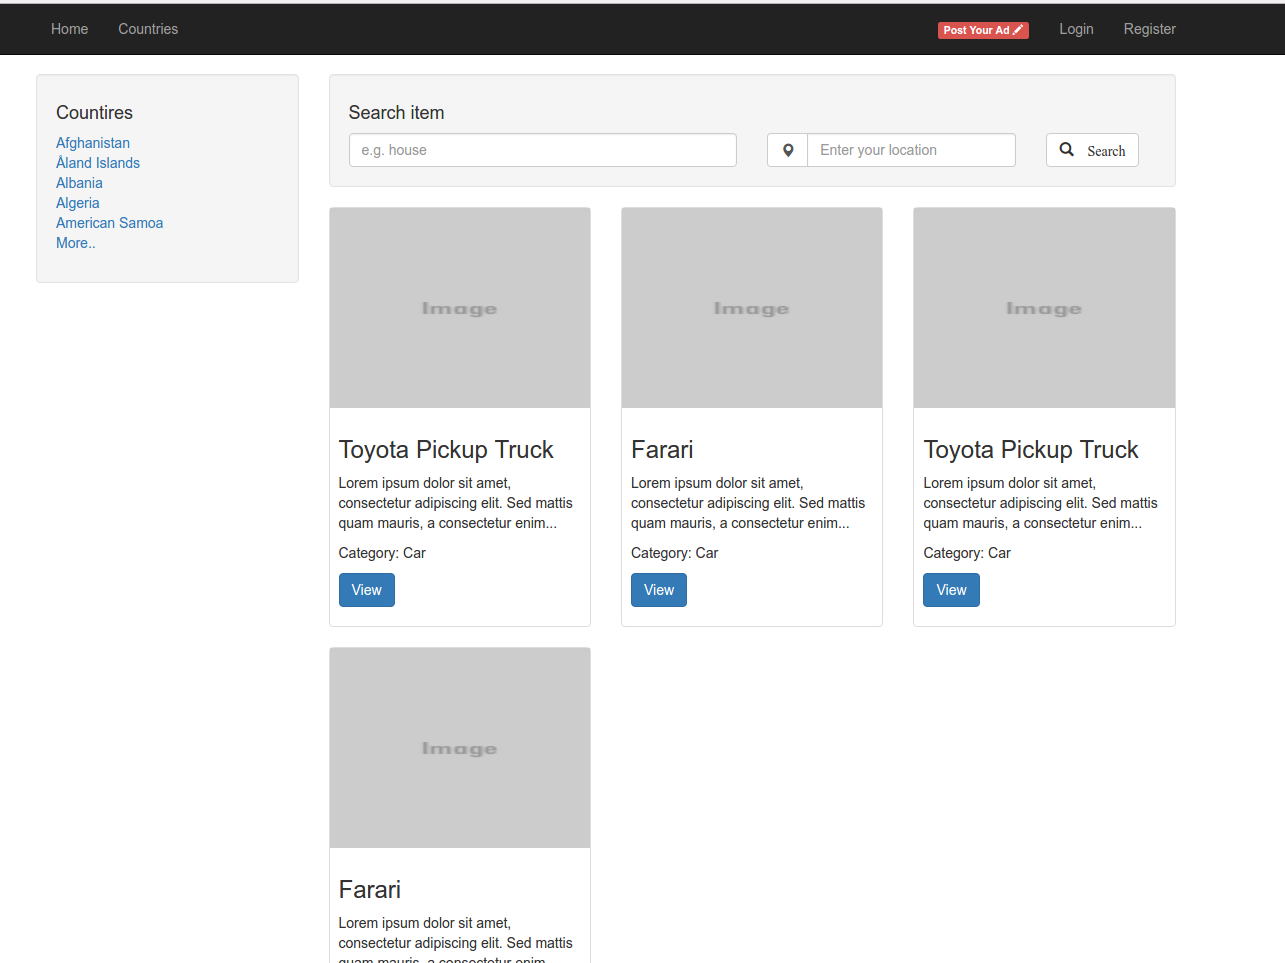 Home Countries Post Your Ad Login Register
Countires
Afghanistan
Åland Islands
Albania
Algeria
American Samoa
More..
Search item
e.g. house Enter your location Search
Image
Toyota Pickup Truck
Lorem ipsum dolor sit amet,
consectetur adipiscing elit. Sed mattis
quam mauris, a consectetur enim...
Category: Car
View
Image
Farari
Lorem ipsum dolor sit amet,
consectetur adipiscing elit. Sed mattis
quam mauris, a consectetur enim...
Category: Car
View
Image
Toyota Pickup Truck
Lorem ipsum dolor sit amet,
consectetur adipiscing elit. Sed mattis
quam mauris, a consectetur enim...
Category: Car
View
Image
Farari
Lorem ipsum dolor sit amet,
consectetur adipiscing elit. Sed mattis
quam mauris, a consectetur enim